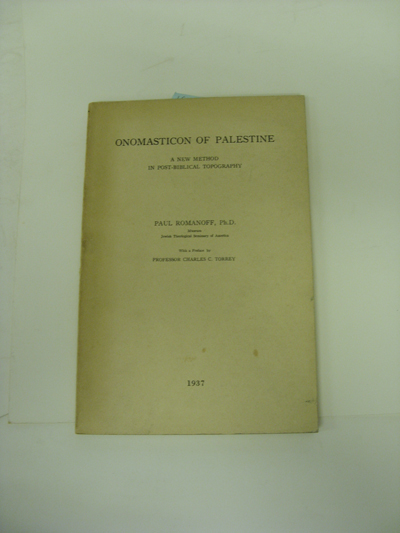 ONOMASTICON OF PALESTINE
A NEW METHOD
IN POST-BIBLICAL TOPOGRAPHY
PAUL ROMANOFF, Ph.D.
Jewish Theological Seminary of America
With a Preface by
PROFESSOR CHARLES C. TORREY
1937